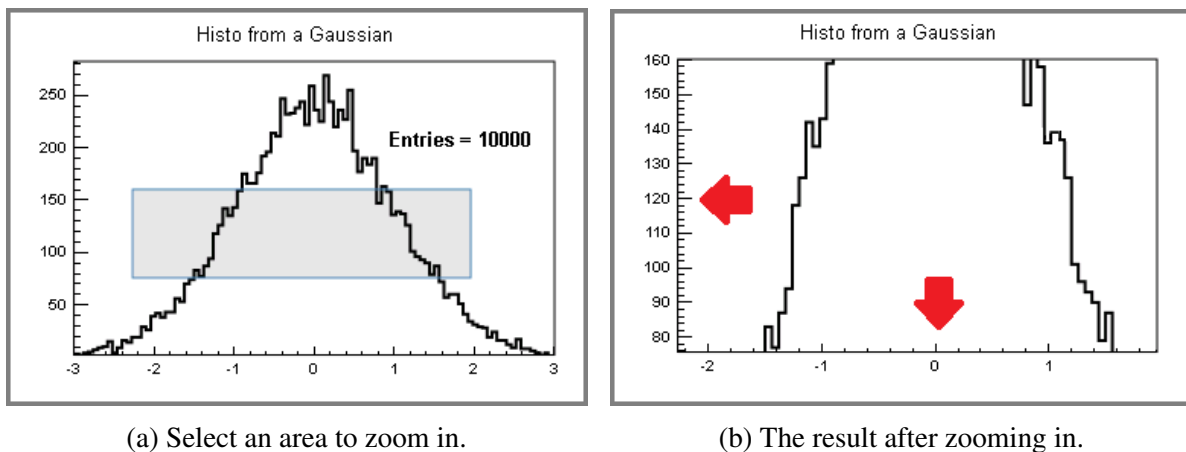 Histo from a Gaussian
250
200
150
100
50
Entries = 10000
-3 -2 -1 0 1 2 3
(a) Select an area to zoom in.
Histo from a Gaussian
160
150
140
130
120
110
100
90
80
-2 -1 0 1
(b) The result after zooming in.